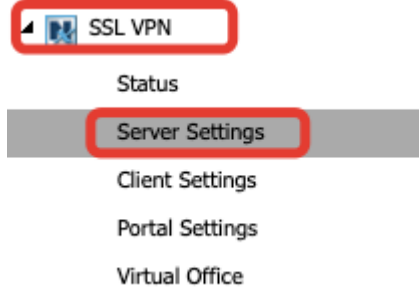 SSL VPN
Status
Server Settings
Client Settings
Portal Settings
Virtual Office